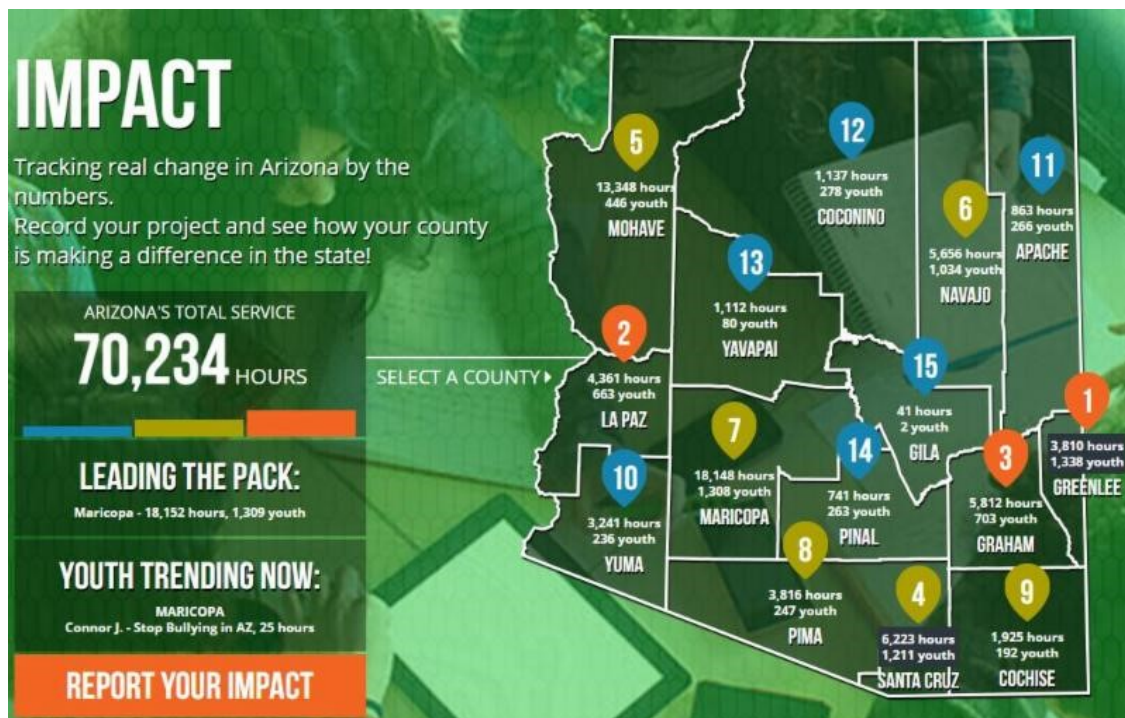 IMPACT
Tracking real change in Arizona by the
numbers.
Record your project and see how your county
is making a difference in the state!
ARIZONA'S TOTAL SERVICE
70,234 HOURS
LEADING THE PACK:
Maricopa - 18,152 hours, 1,309 youth
YOUTH TRENDING NOW:
MARICOPA
Connor J. - Stop Bullying in AZ, 25 hours
REPORT YOUR IMPACT
SELECT A COUNTY
5
13,348 hours
446 youth
MOHAVE
12
1,137 hours
278 youth
COCONINO
6
5,656 hours
1,034 youth
NAVAJO
11
863 hours
266 youth
APACHE
13
1,112 hours
80 youth
YAVAPAI
2
4,361 hours
663 youth
LA PAZ
15
41 hours
2 youth
GILA
1
3,810 hours
1,338 youth
GREENLEE
7
18,148 hours
1,308 youth
MARICOPA
14
741 hours
263 youth
PINAL
3
5,812 hours
703 youth
GRAHAM
10
3,241 hours
236 youth
YUMA
8
3,816 hours
247 youth
PIMA
4
6,223 hours
1,211 youth
SANTA CRUZ
9
1,925 hours
192 youth
COCHISE